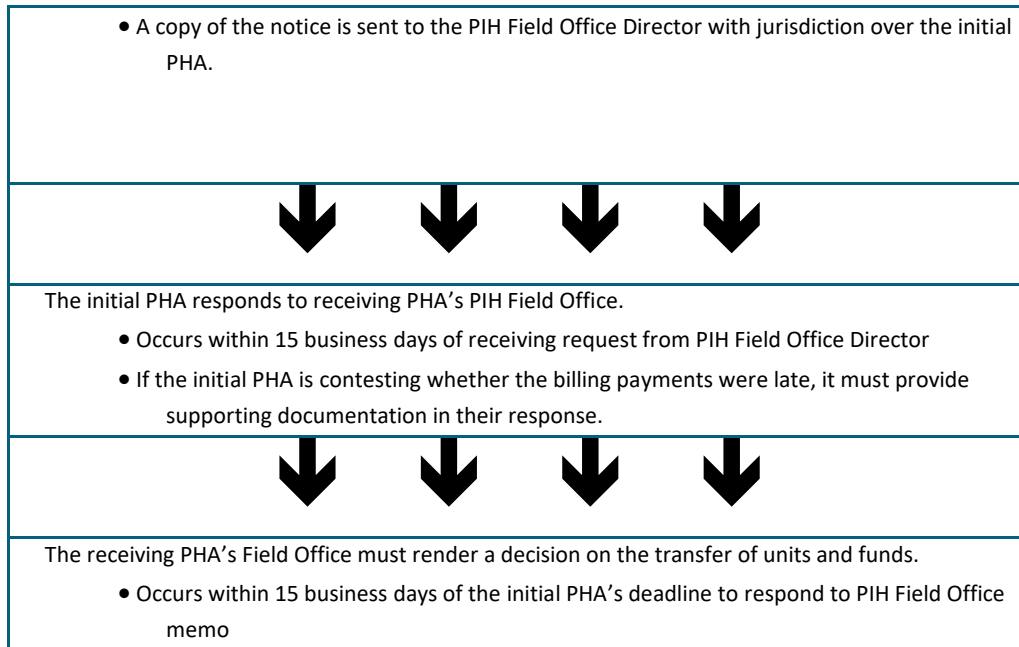 • A copy of the notice is sent to the PIH Field Office Director with jurisdiction over the initial
PHA.
The initial PHA responds to receiving PHA’s PIH Field Office.
• Occurs within 15 business days of receiving request from PIH Field Office Director
• If the initial PHA is contesting whether the billing payments were late, it must provide
supporting documentation in their response.
The receiving PHA’s Field Office must render a decision on the transfer of units and funds.
• Occurs within 15 business days of the initial PHA’s deadline to respond to PIH Field Office
memo